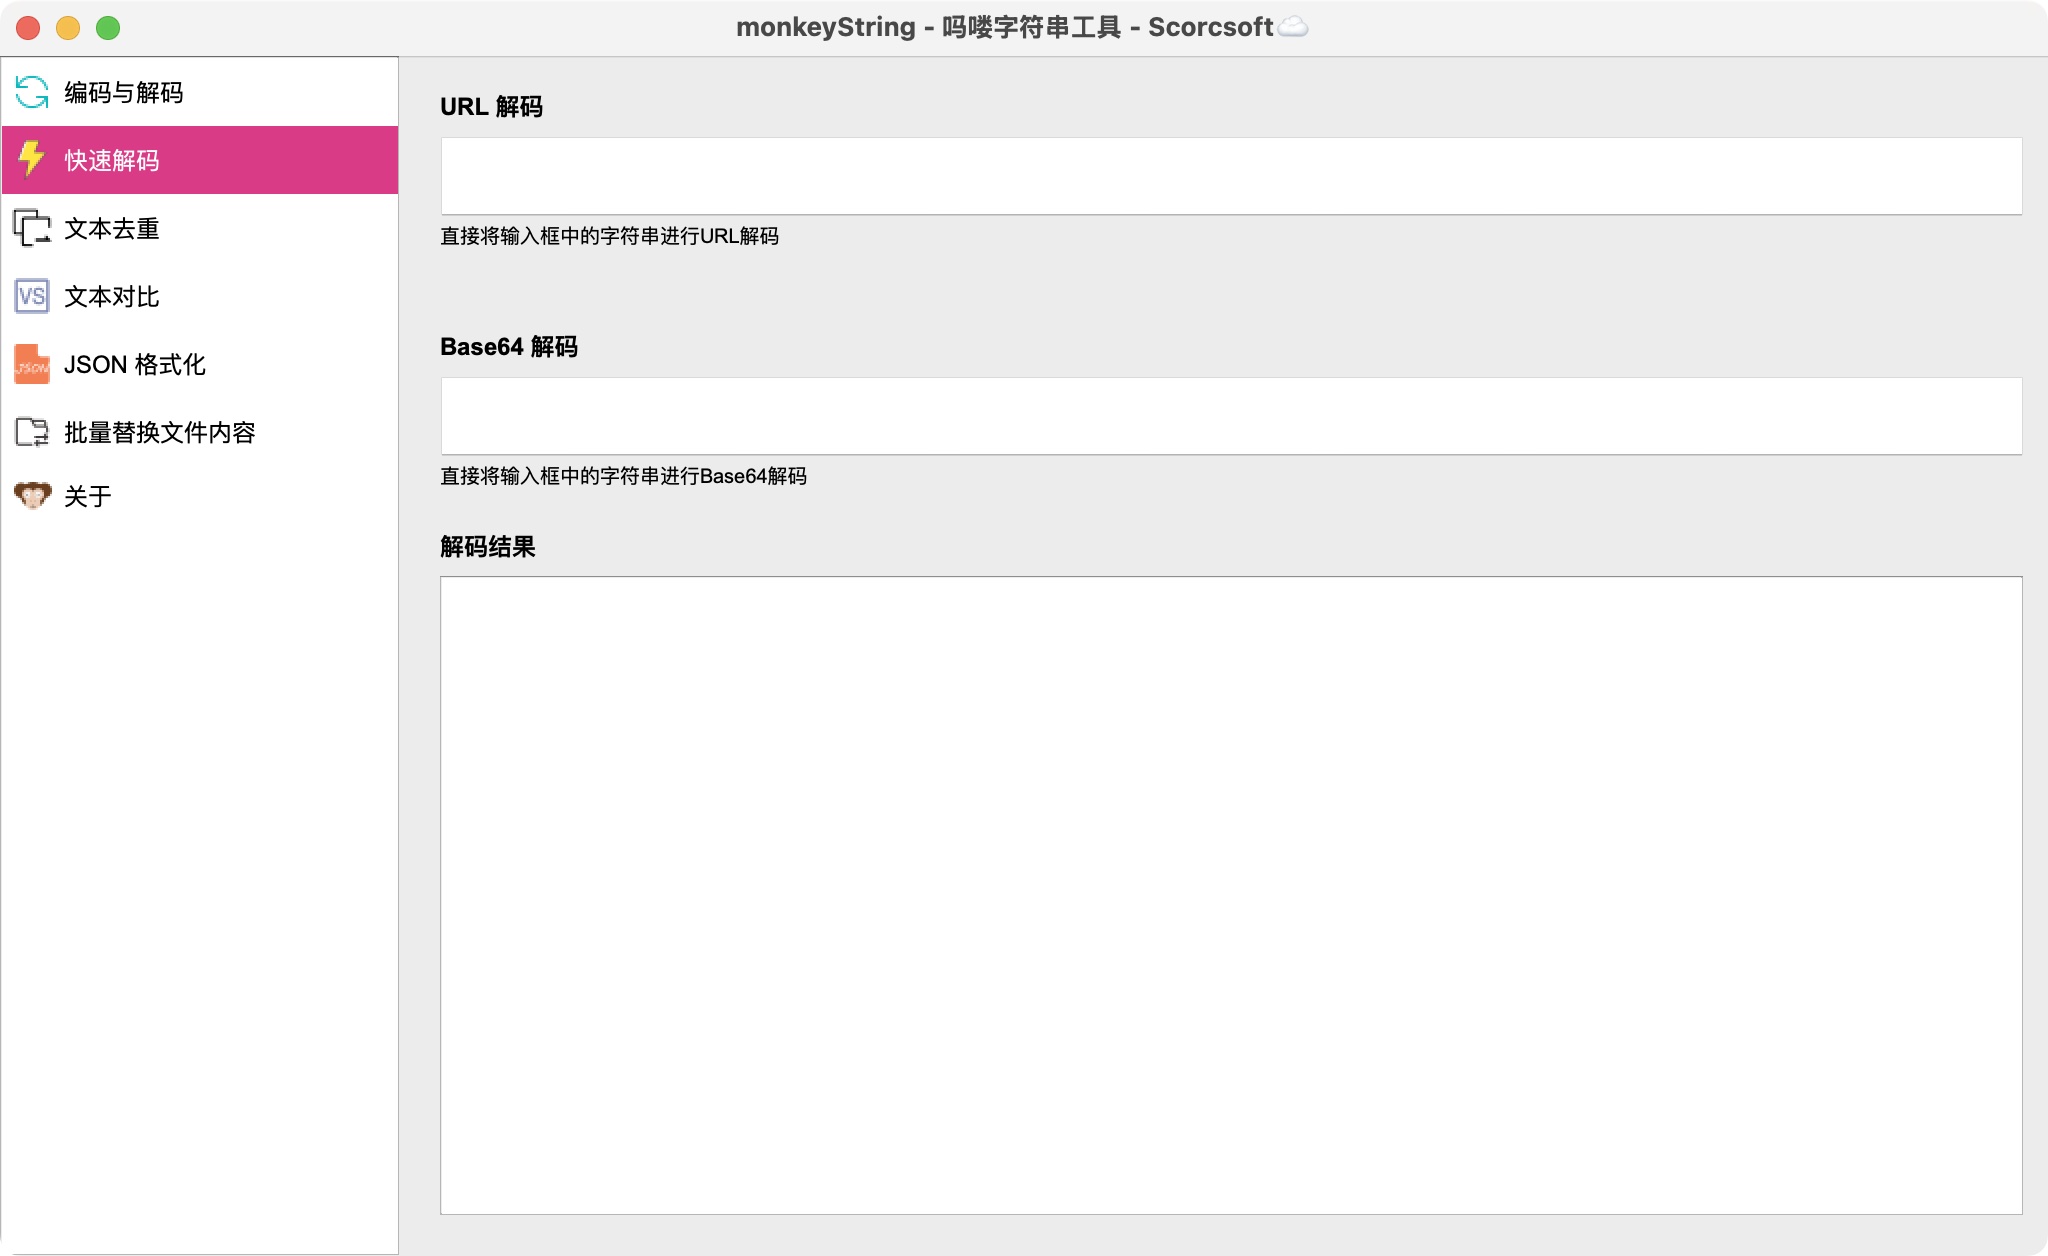 monkeyString - 吗喽字符串工具 - Scorcsoft☁️
编码与解码
快速解码
文本去重
VS 文本对比
JSON JSON 格式化
批量替换文件内容
关于
URL 解码
直接将输入框中的字符串进行URL解码
Base64 解码
直接将输入框中的字符串进行Base64解码
解码结果